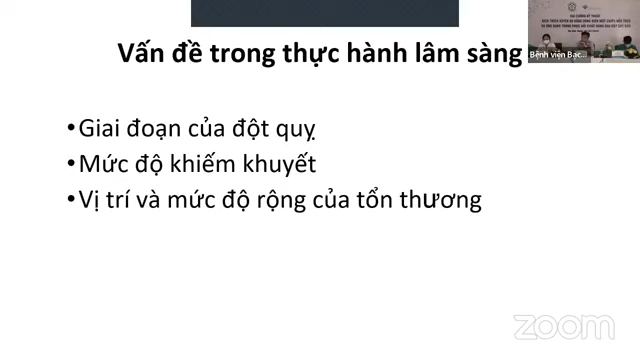 Vấn đề trong thực hành lâm sàng
•Giai đoạn của đột quỵ
•Mức độ khiếm khuyết
•Vị trí và mức độ rộng của tổn thương
Bệnh viện Bạc...
zoom